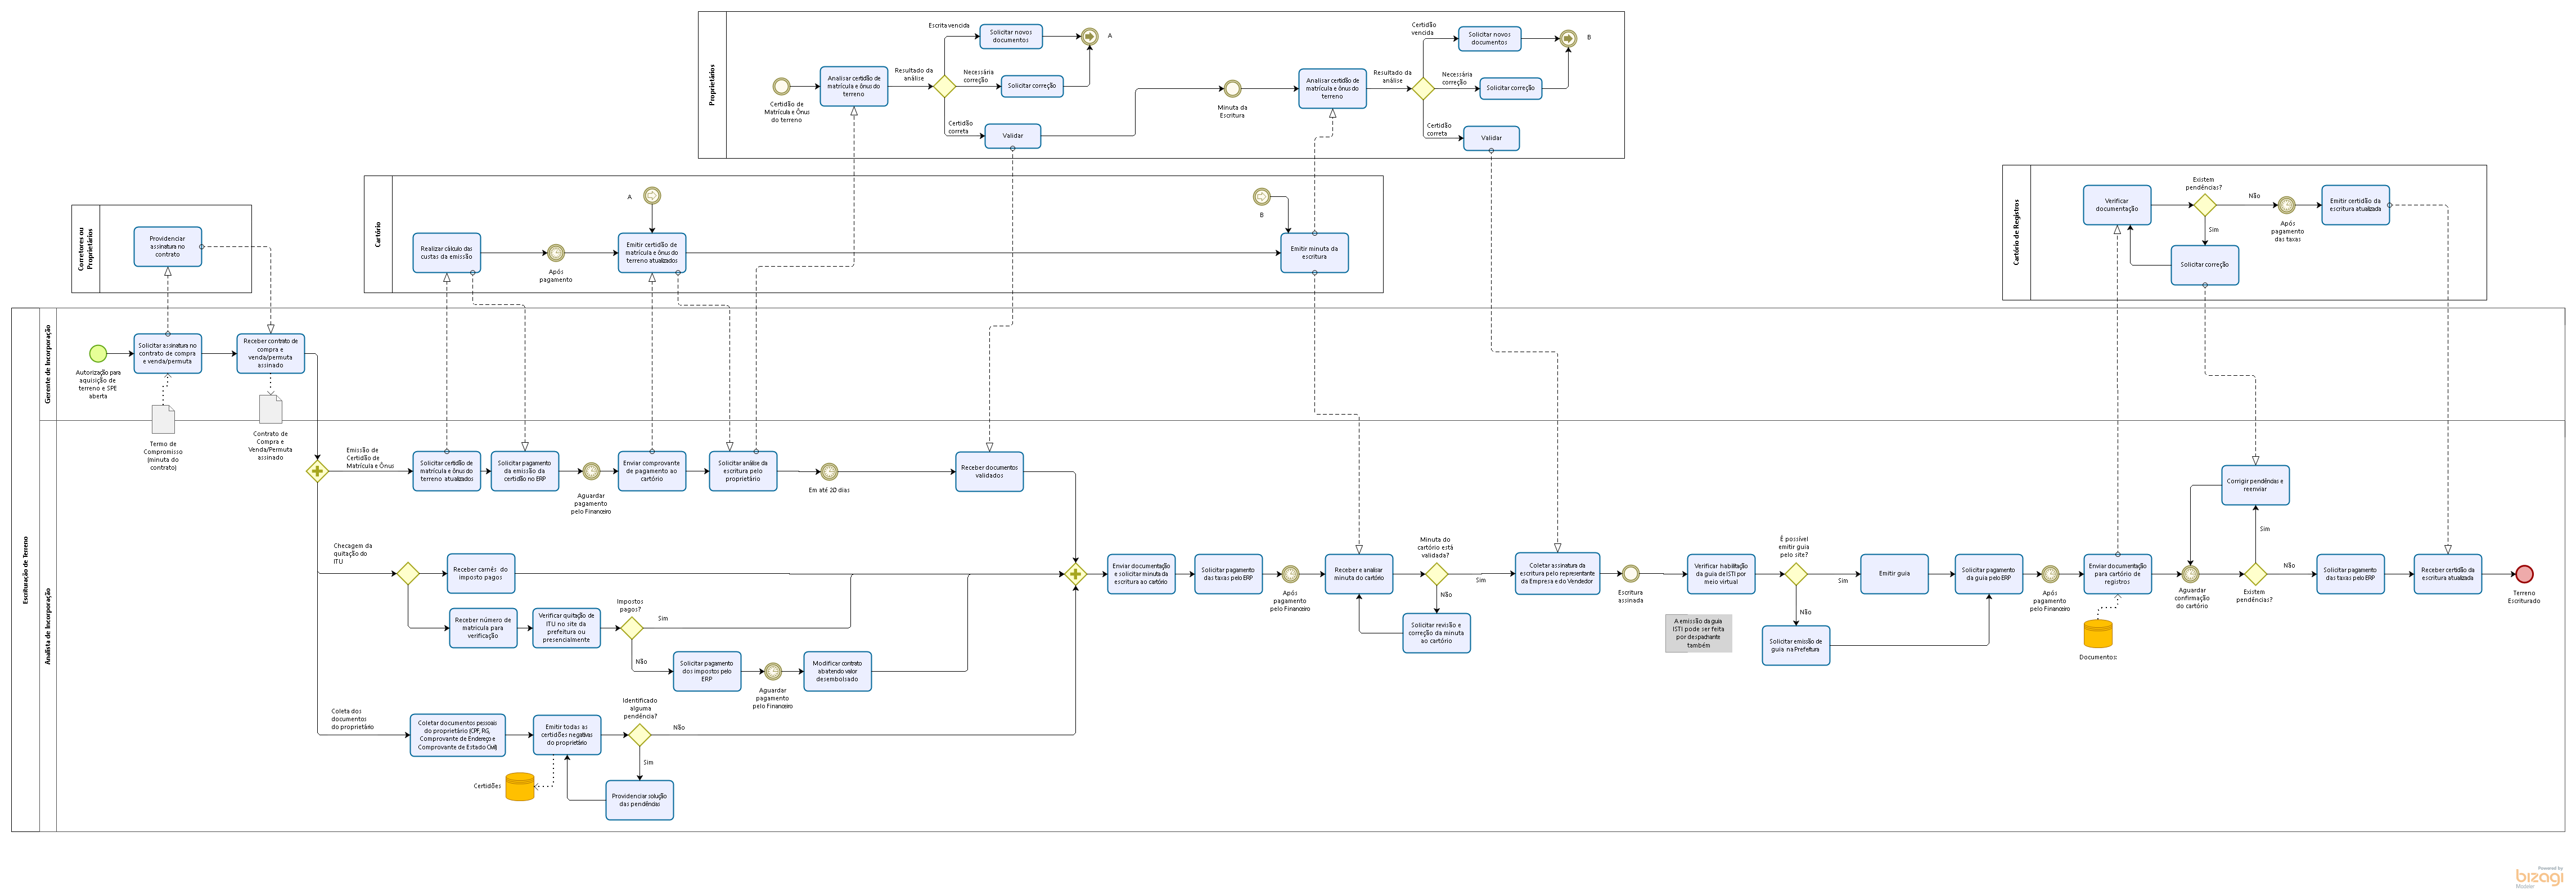 Proprietários
Certidão de
Matrícula e Ônus
do terreno
Analisar certidão de
matrícula e ônus do
terreno
Resultado da
análise
Escrita vencida
Solicitar novos
documentos
A
Necessária
correção
Solicitar correção
Certidão
correta
Validar
Minuta da
Escritura
Analisar certidão de
matrícula e ônus do
terreno
Resultado da
análise
Certidão
vencida
Solicitar novos
documentos
B
Necessária
correção
Solicitar correção
Certidão
correta
Validar
Cartório
Realizar cálculo das
custas da emissão
Após
pagamento
A
Emitir certidão de
matrícula e ônus do
terreno atualizados
B
Emitir minuta da
escritura
Cartório de Registros
Verificar
documentação
Existem
pendências?
Não
Após
pagamento
das taxas
Emitir certidão da
escritura atualizada
Sim
Solicitar correção
Corretores ou
Proprietários
Providenciar
assinatura no
contrato
Escrituração de Terreno
Gerente de Incorporação
Autorização para
aquisição de
terreno e SPE
aberta
Solicitar assinatura no
contrato de compra
e venda/permuta
Receber contrato de
compra e
venda/permuta
assinado
Termo de
Compromisso
(minuta do
contrato)
Contrato de
Compra e
Venda/Permuta
assinado
Analista de Incorporação
Emissão de
Certidão de
Matrícula e Ônus
Solicitar certidão de
matrícula e ônus do
terreno atualizados
Solicitar pagamento
da emissão da
certidão no ERP
Aguardar
pagamento
pelo Financeiro
Enviar comprovante
de pagamento ao
cartório
Solicitar análise da
escritura pelo
proprietário
Em até 20 dias
Receber documentos
validados
Checagem da
quitação do
ITU
Receber carnês do
imposto pagos
Receber número de
matricula para
verificação
Verificar quitação de
ITU no site da
prefeitura ou
presencialmente
Impostos
pagos?
Sim
Não
Solicitar pagamento
dos impostos pelo
ERP
Aguardar
pagamento
pelo Financeiro
Modificar contrato
abatendo valor
desembolsado
Coleta dos
documentos
do proprietário
Coletar documentos pessoais
do proprietário (CPF, RG,
Comprovante de Endereço e
Comprovante de Estado Civil)
Emitir todas as
certidões negativas
do proprietário
Identificado
alguma
pendência?
Não
Sim
Certidões
Providenciar solução
das pendências
Enviar documentação
e solicitar minuta da
escritura ao cartório
Solicitar pagamento
das taxas pelo ERP
Após
pagamento
pelo Financeiro
Receber e analisar
minuta do cartório
Minuta do
cartório está
validada?
Sim
Não
Solicitar revisão e
correção da minuta
ao cartório
Coletar assinatura da
escritura pelo representante
da Empresa e do Vendedor
Escritura
assinada
Verificar habilitação
da guia de ISTI por
meio virtual
A emissão da guia
ISTI pode ser feita
por despachante
também
É possível
emitir guia
pelo site?
Sim
Não
Emitir guia
Solicitar emissão de
guia na Prefeitura
Solicitar pagamento
da guia pelo ERP
Após
pagamento
pelo Financeiro
Enviar documentação
para cartório de
registros
Documentos:
Aguardar
confirmação
do cartório
Corrigir pendências e
reenviar
Sim
Existem
pendências?
Não
Solicitar pagamento
das taxas pelo ERP
Receber certidão da
escritura atualizada
Terreno
Escriturado
Powered by
bizagi
Modeler